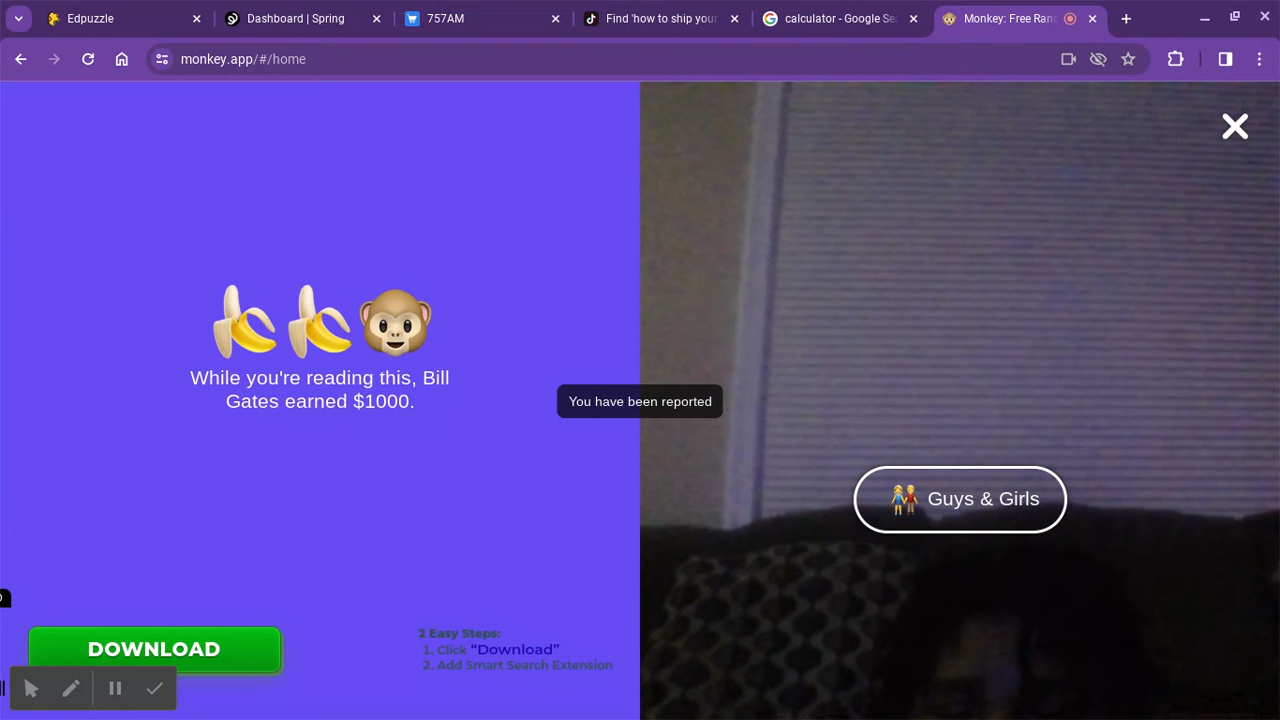 Edpuzzle
Dashboard | Spring
757AM
Find 'how to ship your
calculator - Google Se
Monkey: Free Ran
monkey.app/#/home
While you're reading this, Bill
Gates earned $1000.
You have been reported
Guys & Girls
DOWNLOAD
2 Easy Steps:
1. Click “Download”
2. Add Smart Search Extension